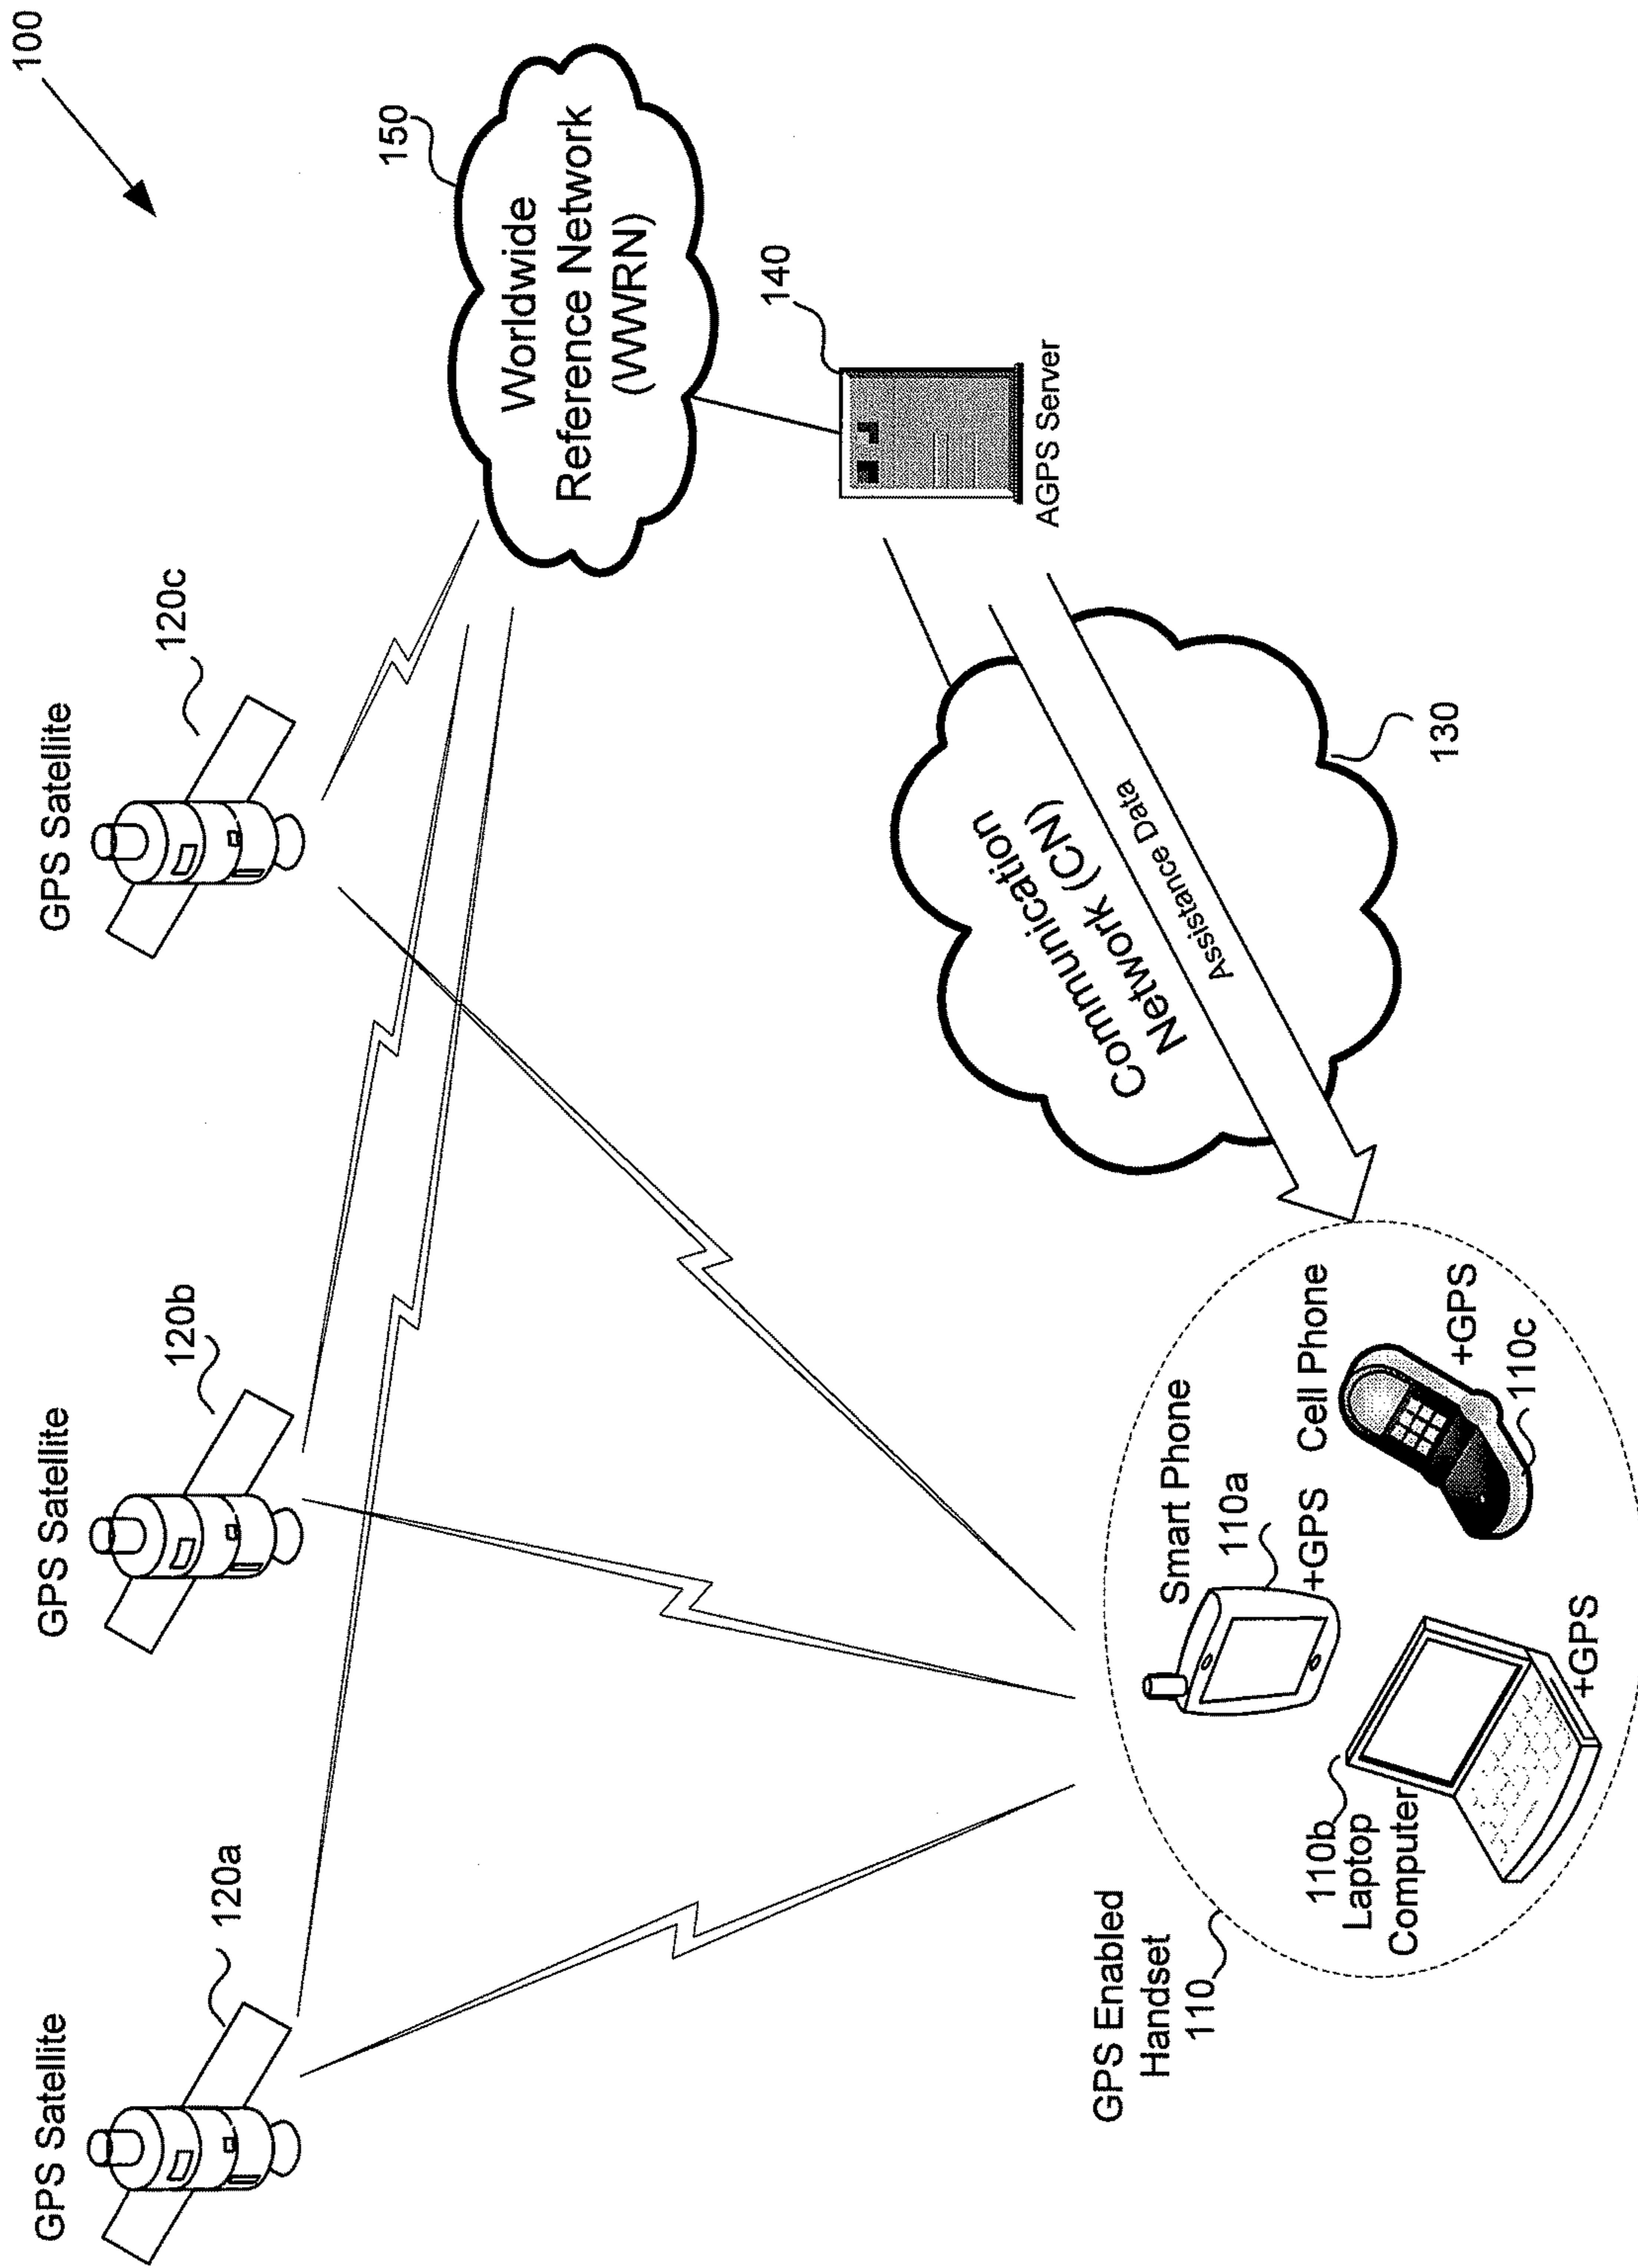 100
GPS Satellite
120a
GPS Satellite
120b
GPS Satellite
120c
150
Worldwide
Reference Network
(WWRN)
140
AGPS Server
Communication
Network (CN)
Assistance Data
130
GPS Enabled
Handset
110
Smart Phone
110a
+GPS
Cell Phone
+GPS
110c
110b
Laptop
Computer
+GPS